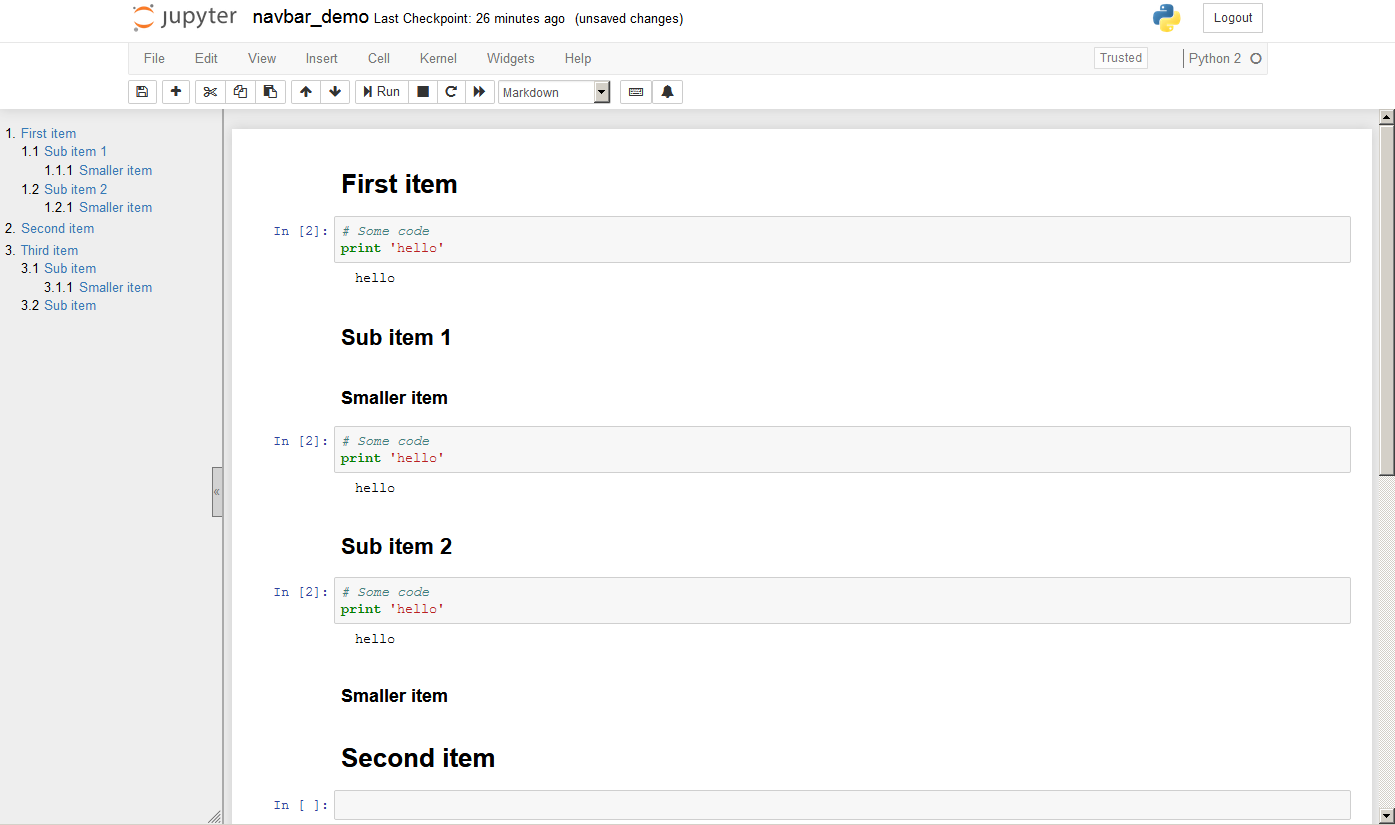 jupyter navbar_demo Last Checkpoint: 26 minutes ago (unsaved changes) Logout
File Edit View Insert Cell Kernel Widgets Help Trusted Python 2
Run Markdown
1. First item
1.1 Sub item 1
1.1.1 Smaller item
1.2 Sub item 2
1.2.1 Smaller item
2. Second item
3. Third item
3.1 Sub item
3.1.1 Smaller item
3.2 Sub item
«
First item
In [2]: # Some code
print 'hello'
hello
Sub item 1
Smaller item
In [2]: # Some code
print 'hello'
hello
Sub item 2
In [2]: # Some code
print 'hello'
hello
Smaller item
Second item
In [ ]: